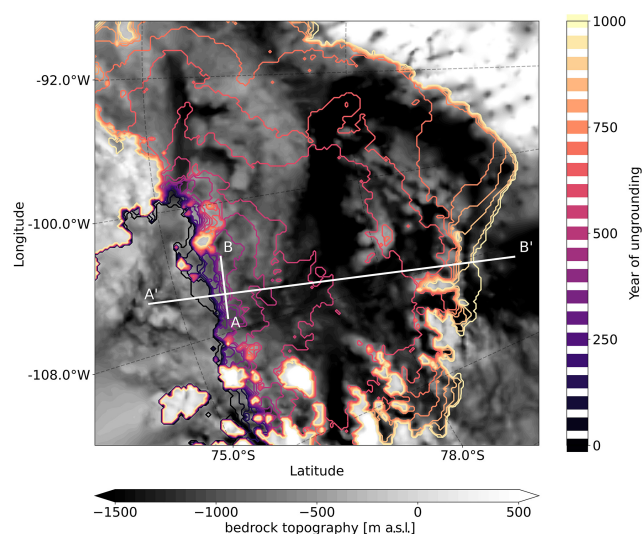 1000
-92.0°W
750
Longitude
-100.0°W
B
B'
500
Year of ungrounding
A'
A
250
-108.0°W
0
75.0°S
78.0°S
Latitude
−1500
−1000
−500
0
500
bedrock topography [m a.s.l.]